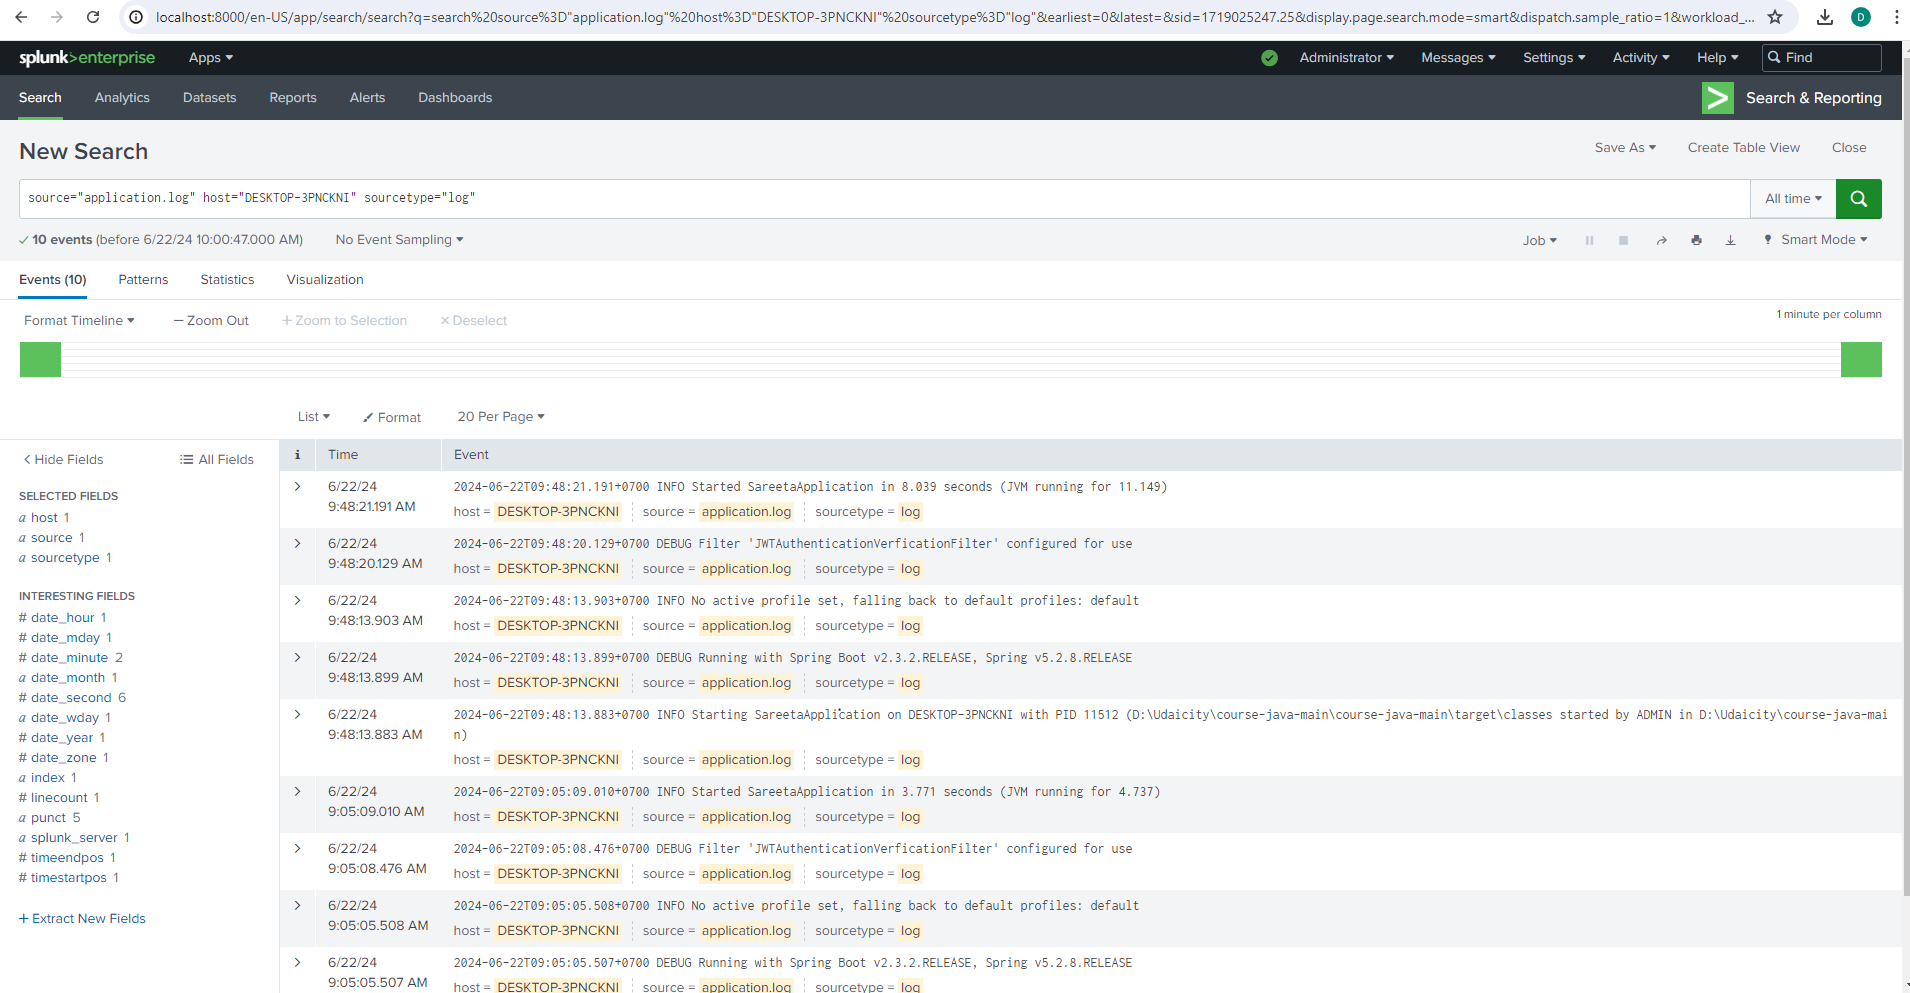 localhost:8000/en-US/app/search/search?q=search%20source%3D"application.log"%20host%3D"DESKTOP-3PNCKNI"%20sourcetype%3D"log"&earliest=0&latest=&sid=1719025247.25&display.page.search.mode=smart&dispatch.sample_ratio=1&workload_... D
splunk>enterprise Apps Administrator Messages Settings Activity Help Find
Search Analytics Datasets Reports Alerts Dashboards Search & Reporting
New Search Save As Create Table View Close
source="application.log" host="DESKTOP-3PNCKNI" sourcetype="log" All time
10 events (before 6/22/24 10:00:47.000 AM) No Event Sampling Job Smart Mode
Events (10) Patterns Statistics Visualization
Format Timeline — Zoom Out + Zoom to Selection × Deselect 1 minute per column
List Format 20 Per Page
< Hide Fields All Fields
SELECTED FIELDS
a host 1
a source 1
a sourcetype 1
INTERESTING FIELDS
# date_hour 1
# date_mday 1
# date_minute 2
a date_month 1
# date_second 6
a date_wday 1
# date_year 1
# date_zone 1
a index 1
# linecount 1
a punct 5
a splunk_server 1
# timeendpos 1
# timestartpos 1
+ Extract New Fields
i Time Event
> 6/22/24 2024-06-22T09:48:21.191+0700 INFO Started SareetaApplication in 8.039 seconds (JVM running for 11.149)
9:48:21.191 AM host = DESKTOP-3PNCKNI source = application.log sourcetype = log
> 6/22/24 2024-06-22T09:48:20.129+0700 DEBUG Filter 'JWTAuthenticationVerficationFilter' configured for use
9:48:20.129 AM host = DESKTOP-3PNCKNI source = application.log sourcetype = log
> 6/22/24 2024-06-22T09:48:13.903+0700 INFO No active profile set, falling back to default profiles: default
9:48:13.903 AM host = DESKTOP-3PNCKNI source = application.log sourcetype = log
> 6/22/24 2024-06-22T09:48:13.899+0700 DEBUG Running with Spring Boot v2.3.2.RELEASE, Spring v5.2.8.RELEASE
9:48:13.899 AM host = DESKTOP-3PNCKNI source = application.log sourcetype = log
> 6/22/24 2024-06-22T09:48:13.883+0700 INFO Starting SareetaApplication on DESKTOP-3PNCKNI with PID 11512 (D:\Udaicity\course-java-main\course-java-main\target\classes started by ADMIN in D:\Udaicity\course-java-mai
9:48:13.883 AM n)
host = DESKTOP-3PNCKNI source = application.log sourcetype = log
> 6/22/24 2024-06-22T09:05:09.010+0700 INFO Started SareetaApplication in 3.771 seconds (JVM running for 4.737)
9:05:09.010 AM host = DESKTOP-3PNCKNI source = application.log sourcetype = log
> 6/22/24 2024-06-22T09:05:08.476+0700 DEBUG Filter 'JWTAuthenticationVerficationFilter' configured for use
9:05:08.476 AM host = DESKTOP-3PNCKNI source = application.log sourcetype = log
> 6/22/24 2024-06-22T09:05:05.508+0700 INFO No active profile set, falling back to default profiles: default
9:05:05.508 AM host = DESKTOP-3PNCKNI source = application.log sourcetype = log
> 6/22/24 2024-06-22T09:05:05.507+0700 DEBUG Running with Spring Boot v2.3.2.RELEASE, Spring v5.2.8.RELEASE
9:05:05.507 AM host = DESKTOP-3PNCKNI source = application.log sourcetype = log